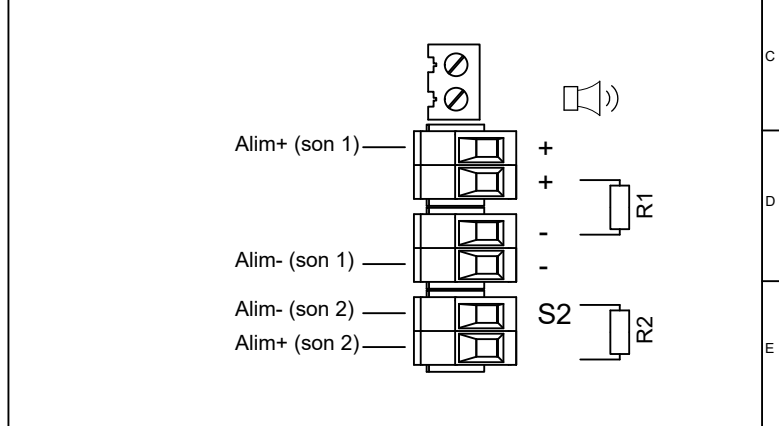 C
Alim+ (son 1)
+
+
R1
D
-
Alim- (son 1)
-
Alim- (son 2)
S2
R2
Alim+ (son 2)
E